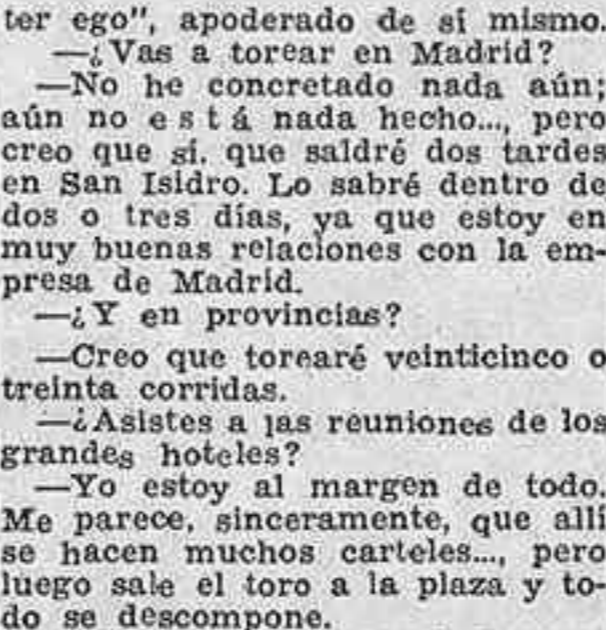 ter ego", apoderado de sí mismo.
—¿Vas a torear en Madrid?
—No he concretado nada aún;
aún no está nada hecho..., pero
creo que sí. que saldré dos tardes
en San Isidro. Lo sabré dentro de
dos o tres días, ya que estoy en
muy buenas relaciones con la em-
presa de Madrid.
—¿Y en provincias?
—Creo que torearé veinticinco o
treinta corridas.
—¿Asistes a las reuniones de los
grandes hoteles?
—Yo estoy al margen de todo.
Me parece, sinceramente, que allí
se hacen muchos carteles..., pero
luego sale el toro a la plaza y to-
do se descompone.